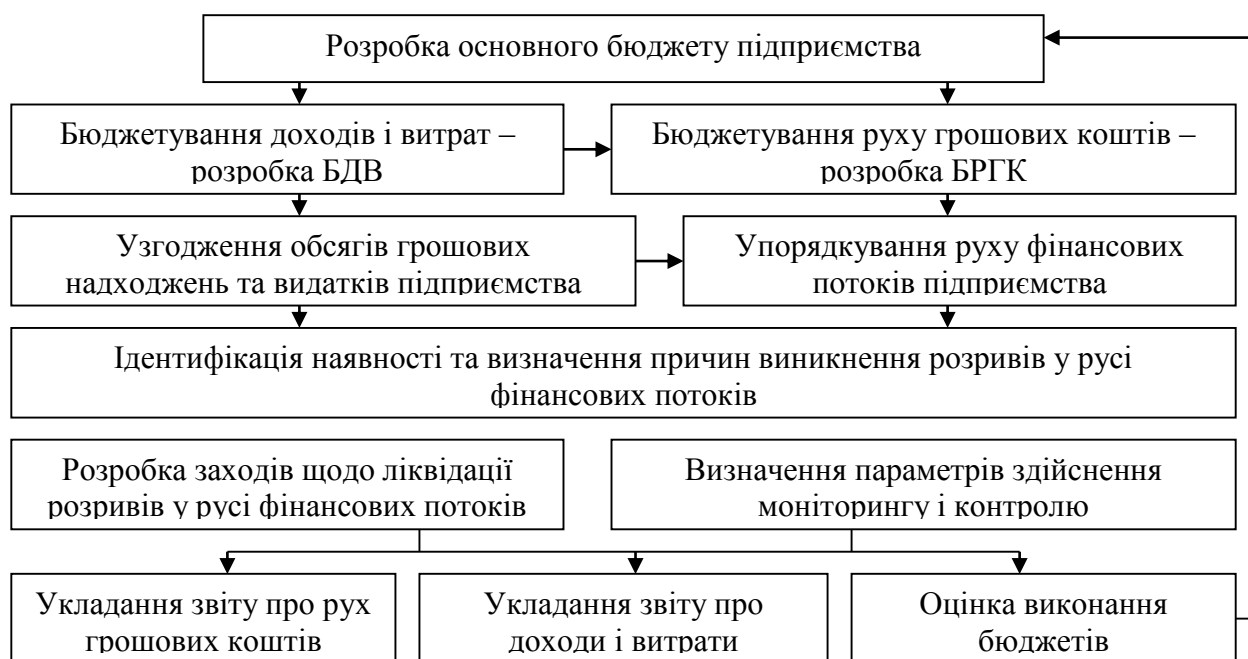 Розробка основного бюджету підприємства
Бюджетування доходів і витрат –
розробка БДВ
Бюджетування руху грошових коштів –
розробка БРГК
Узгодження обсягів грошових
надходжень та видатків підприємства
Упорядкування руху фінансових
потоків підприємства
Ідентифікація наявності та визначення причин виникнення розривів у русі
фінансових потоків
Розробка заходів щодо ліквідації
розривів у русі фінансових потоків
Визначення параметрів здійснення
моніторингу і контролю
Укладання звіту про рух
грошових коштів
Укладання звіту про
доходи і витрати
Оцінка виконання
бюджетів